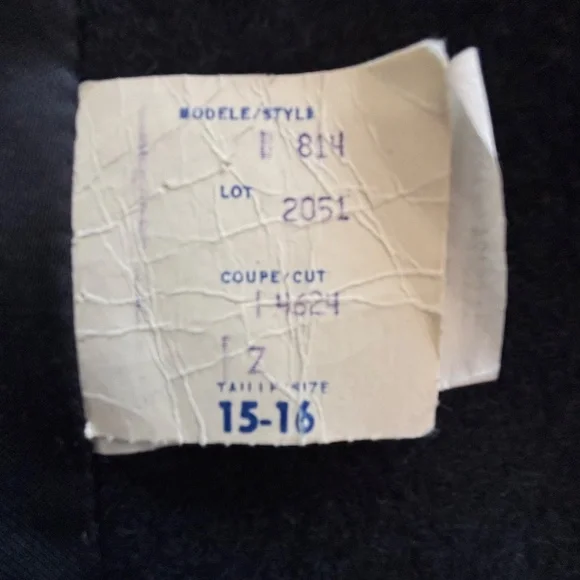 MODELE/STYLE
814
LOT
2051
COUPE/CUT
4624
Z
TAILLE/SIZE
15-16